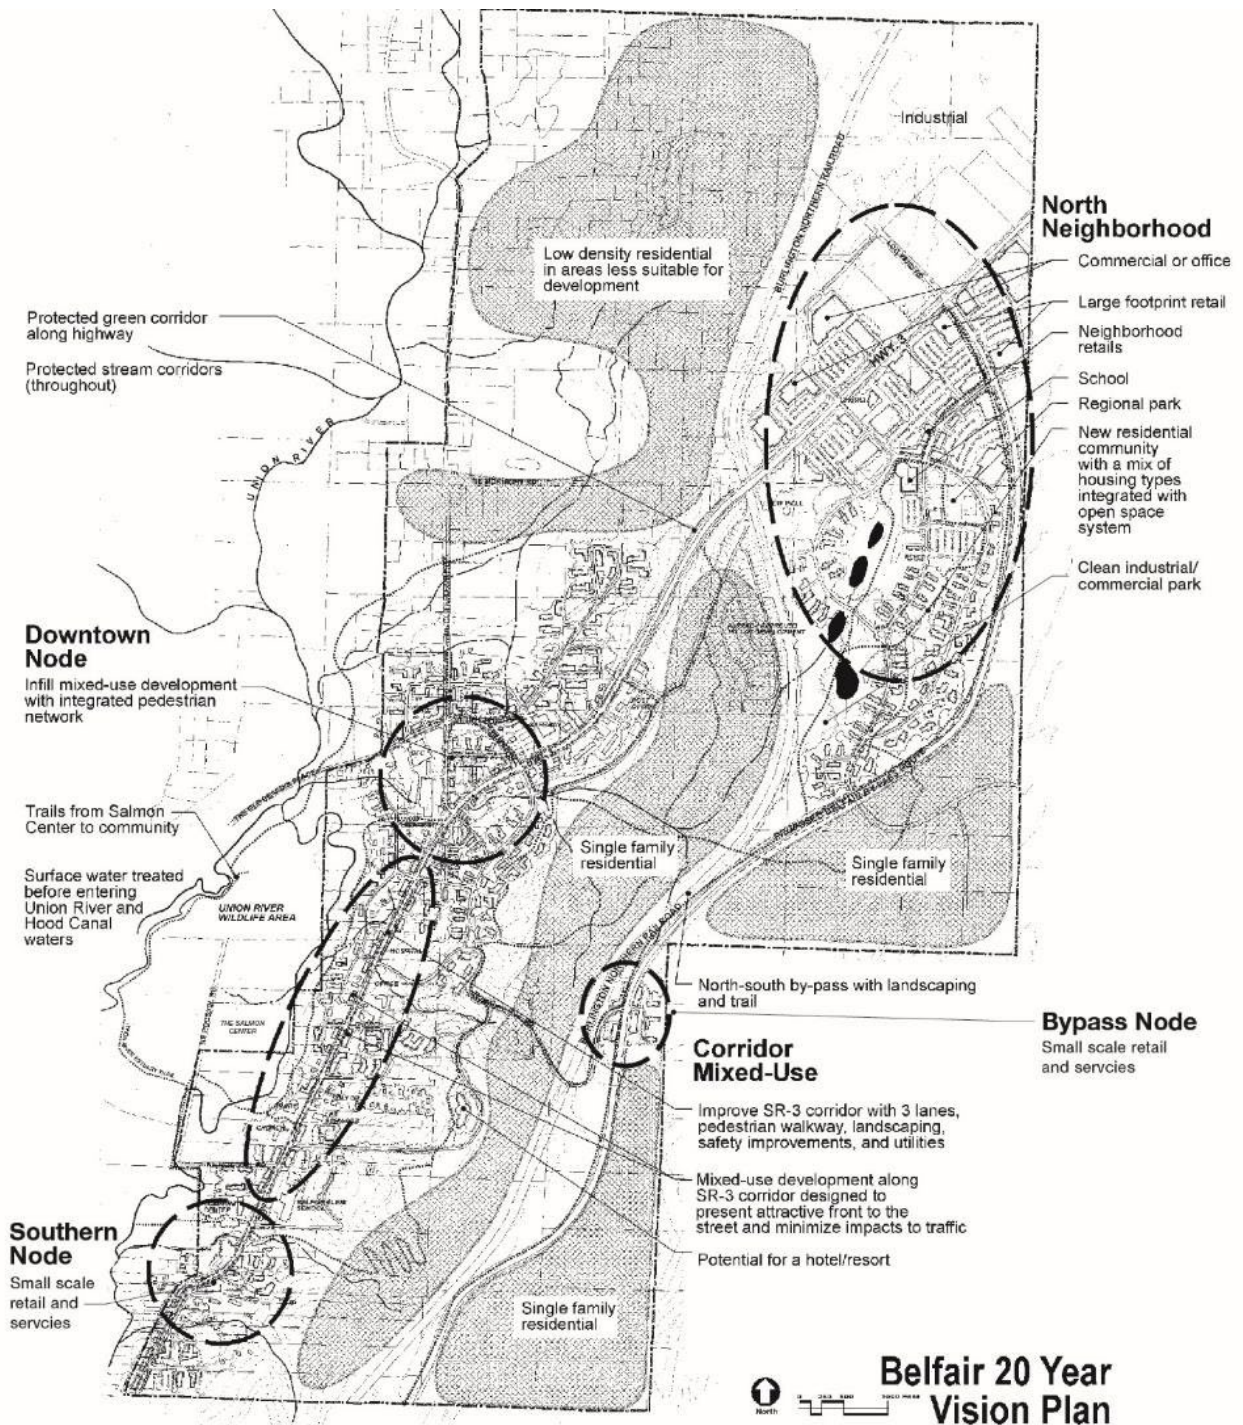 Industrial
BURLINGTON NORTHERN RAILROAD
North
Neighborhood
Commercial or office
Large footprint retail
HWY-3
Neighborhood
retails
School
Regional park
New residential
community
with a mix of
housing types
integrated with
open space
system
Clean industrial/
commercial park
Low density residential
in areas less suitable for
development
Protected green corridor
along highway
Protected stream corridors
(throughout)
UNION
RIVER
Downtown
Node
Infill mixed-use development
with integrated pedestrian
network
Trails from Salmon
Center to community
Surface water treated
before entering
Union River and
Hood Canal
waters
UNION RIVER
WILDLIFE AREA
THE SALMON
CENTER
Single family
residential
Single family
residential
North-south by-pass with landscaping
and trail
Bypass Node
Small scale retail
and servcies
Corridor
Mixed-Use
Improve SR-3 corridor with 3 lanes,
pedestrian walkway, landscaping,
safety improvements, and utilities
Mixed-use development along
SR-3 corridor designed to
present attractive front to the
street and minimize impacts to traffic
Potential for a hotel/resort
Southern
Node
Small scale
retail and
servcies
Single family
residential
North
Belfair 20 Year
Vision Plan